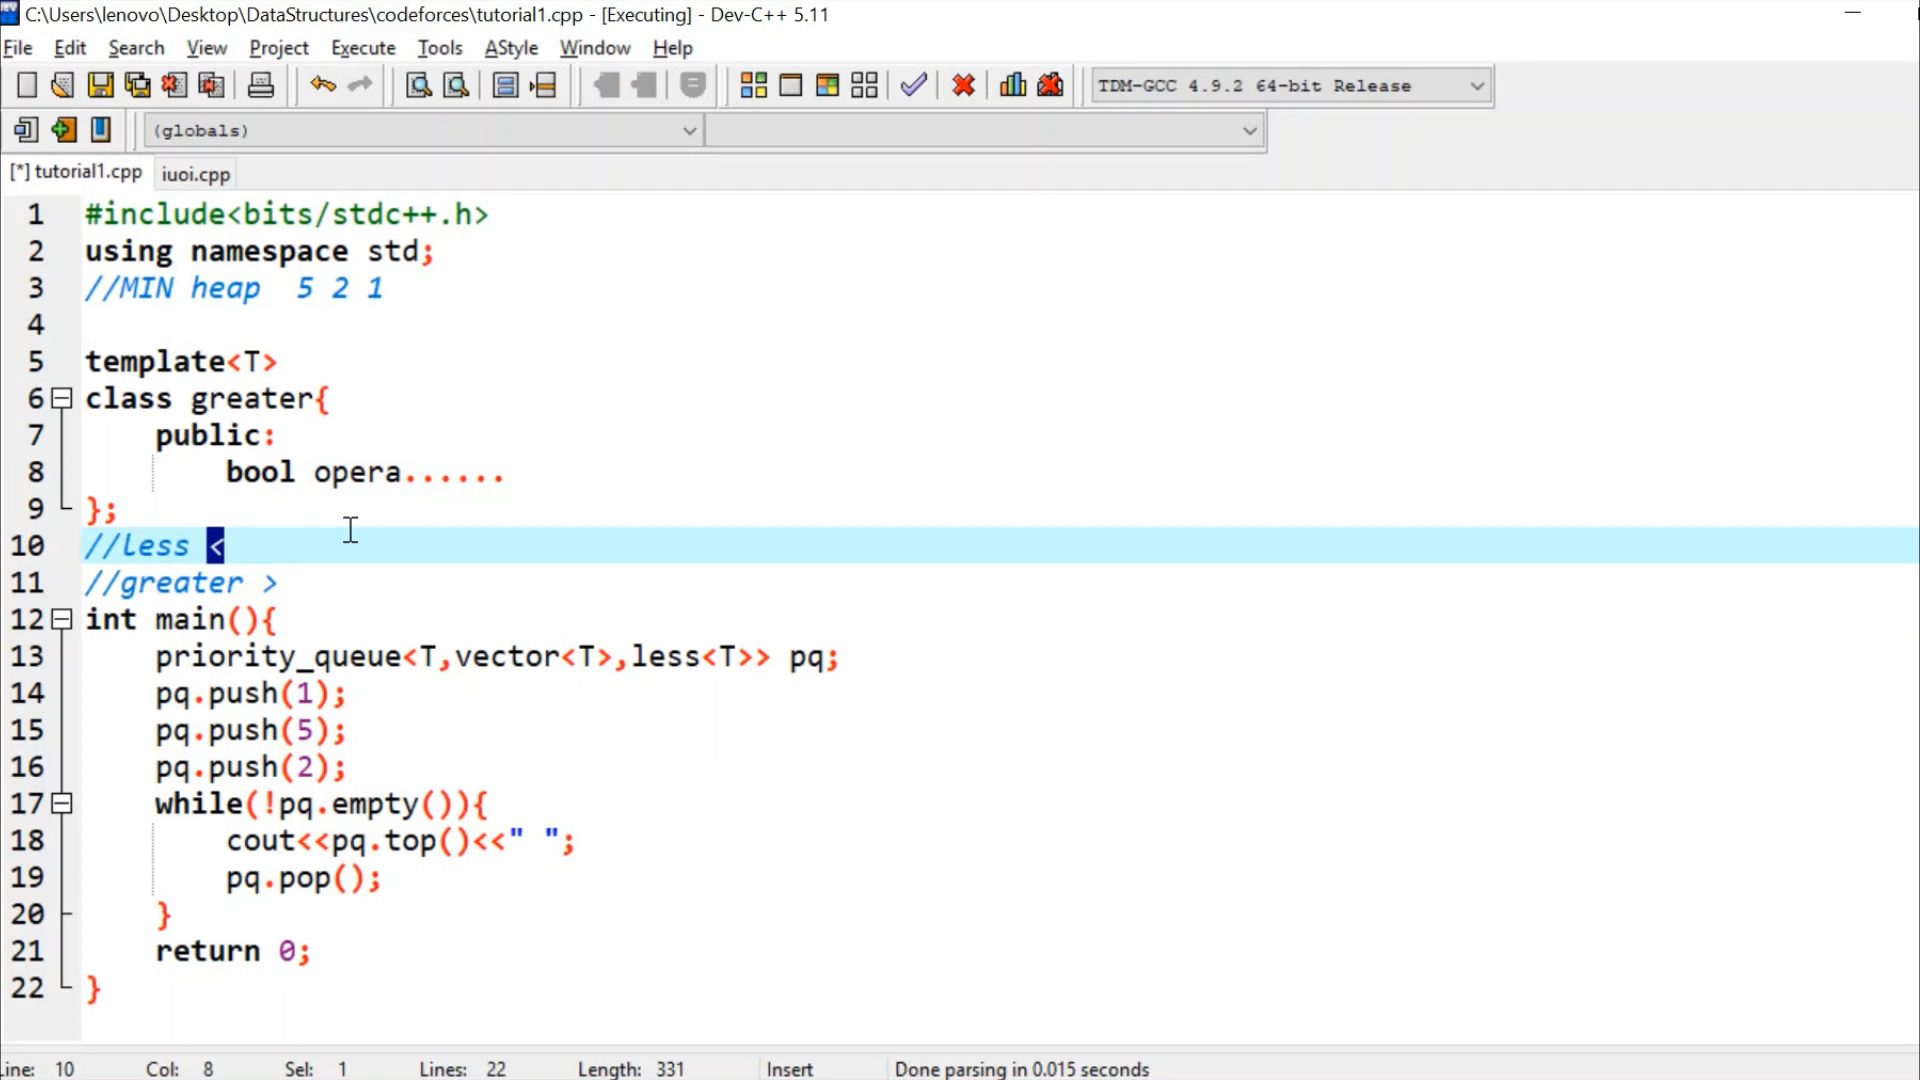 C:\Users\lenovo\Desktop\DataStructures\codeforces\tutorial1.cpp - [Executing] - Dev-C++ 5.11
File Edit Search View Project Execute Tools AStyle Window Help
TDM-GCC 4.9.2 64-bit Release
(globals)
[*] tutorial1.cpp iuoi.cpp
1 #include<bits/stdc++.h>
2 using namespace std;
3 //MIN heap  5 2 1
4
5 template<T>
6 class greater{
7     public:
8         bool opera......
9 };
10 //less <
11 //greater >
12 int main(){
13     priority_queue<T,vector<T>,less<T>> pq;
14     pq.push(1);
15     pq.push(5);
16     pq.push(2);
17     while(!pq.empty()){
18         cout<<pq.top()<<" ";
19         pq.pop();
20     }
21     return 0;
22 }
Line: 10 Col: 8 Sel: 1 Lines: 22 Length: 331 Insert Done parsing in 0.015 seconds